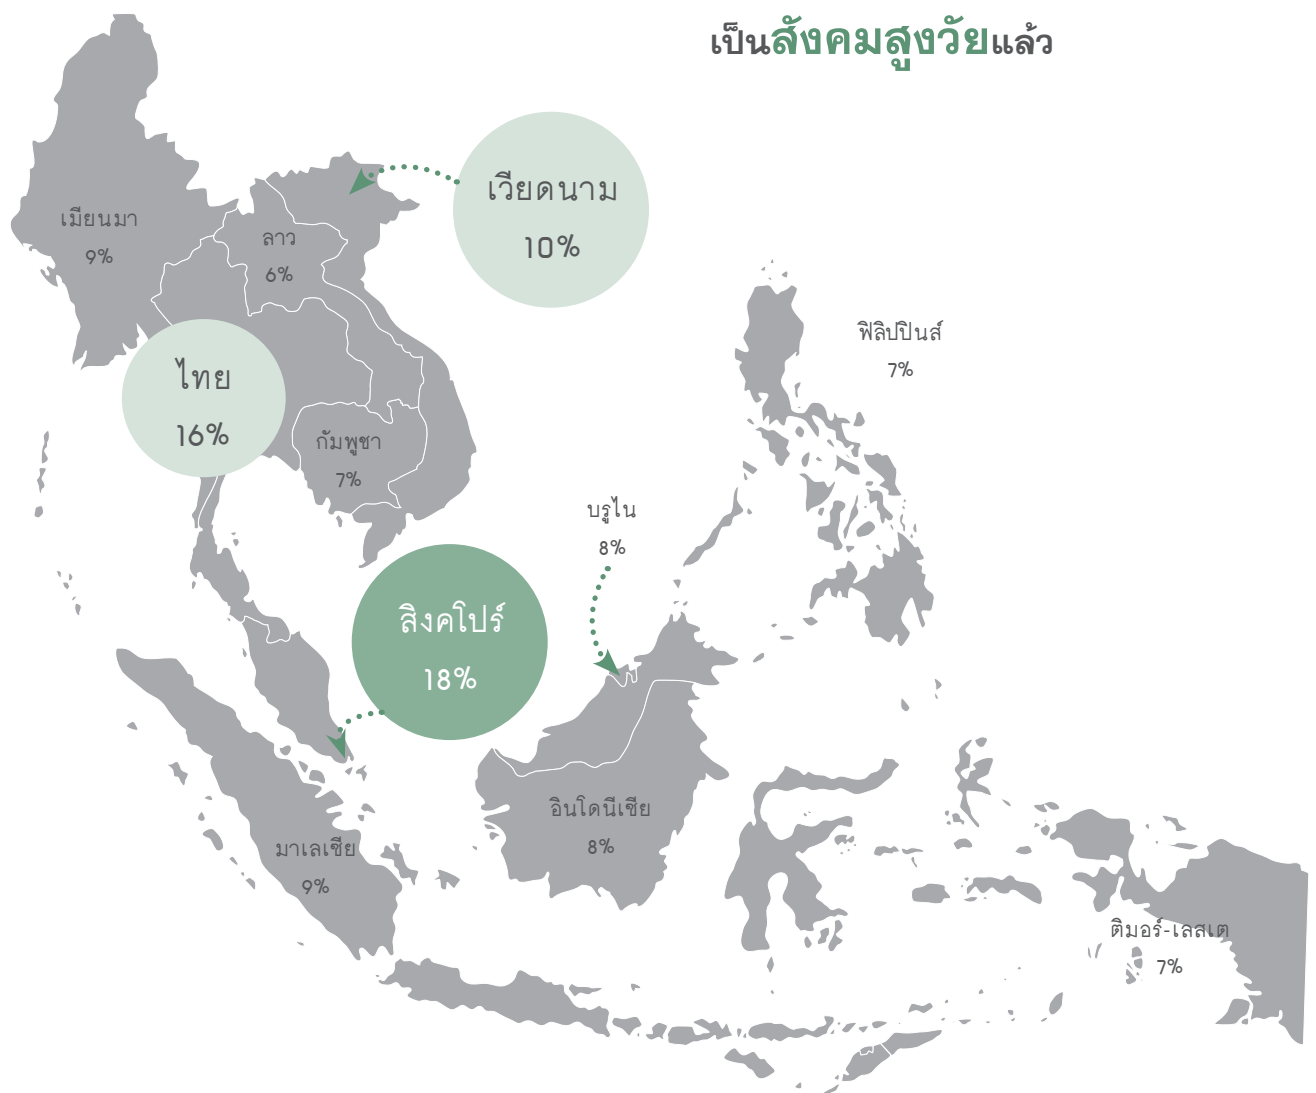 เป็นสังคมสูงวัยแล้ว
เวียดนาม
10%
เมียนมา
9%
ลาว
6%
ฟิลิปปินส์
7%
ไทย
16%
กัมพูชา
7%
บรูไน
8%
สิงคโปร์
18%
อินโดนีเซีย
8%
มาเลเซีย
9%
ติมอร์-เลสเต
7%